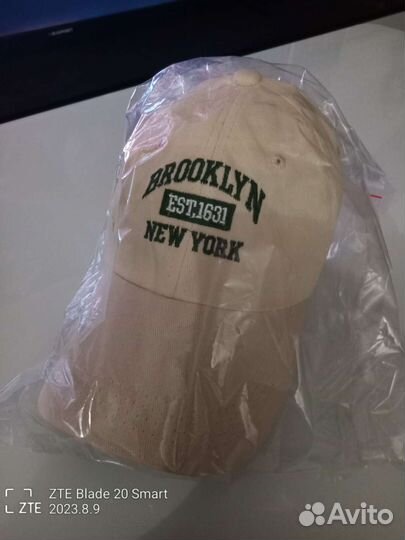 BROOKLYN
EST.1631
NEW YORK
ZTE Blade 20 Smart
ZTE 2023.8.9
Avito